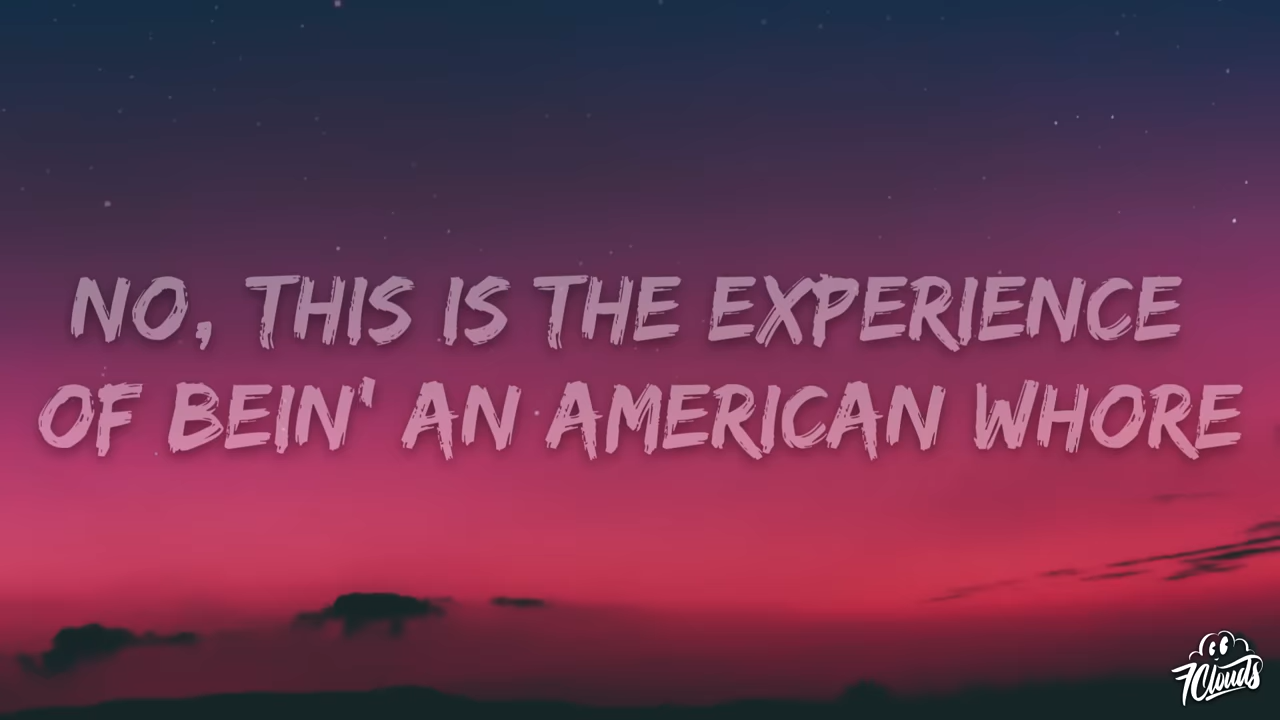 NO, THIS IS THE EXPERIENCE
OF BEIN' AN AMERICAN WHORE
7Clouds